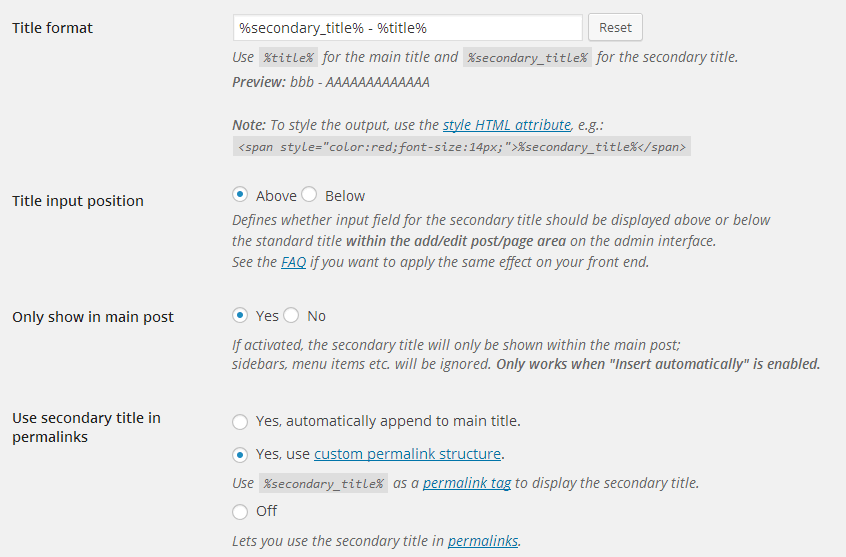 Title format
%secondary_title% - %title%
Reset
Use %title% for the main title and %secondary_title% for the secondary title.
Preview: bbb - AAAAAAAAAAAAA
Note: To style the output, use the style HTML attribute, e.g.:
<span style="color:red;font-size:14px;">%secondary_title%</span>
Title input position
Above Below
Defines whether input field for the secondary title should be displayed above or below
the standard title within the add/edit post/page area on the admin interface.
See the FAQ if you want to apply the same effect on your front end.
Only show in main post
Yes No
If activated, the secondary title will only be shown within the main post;
sidebars, menu items etc. will be ignored. Only works when "Insert automatically" is enabled.
Use secondary title in
permalinks
Yes, automatically append to main title.
Yes, use custom permalink structure.
Use %secondary_title% as a permalink tag to display the secondary title.
Off
Lets you use the secondary title in permalinks.